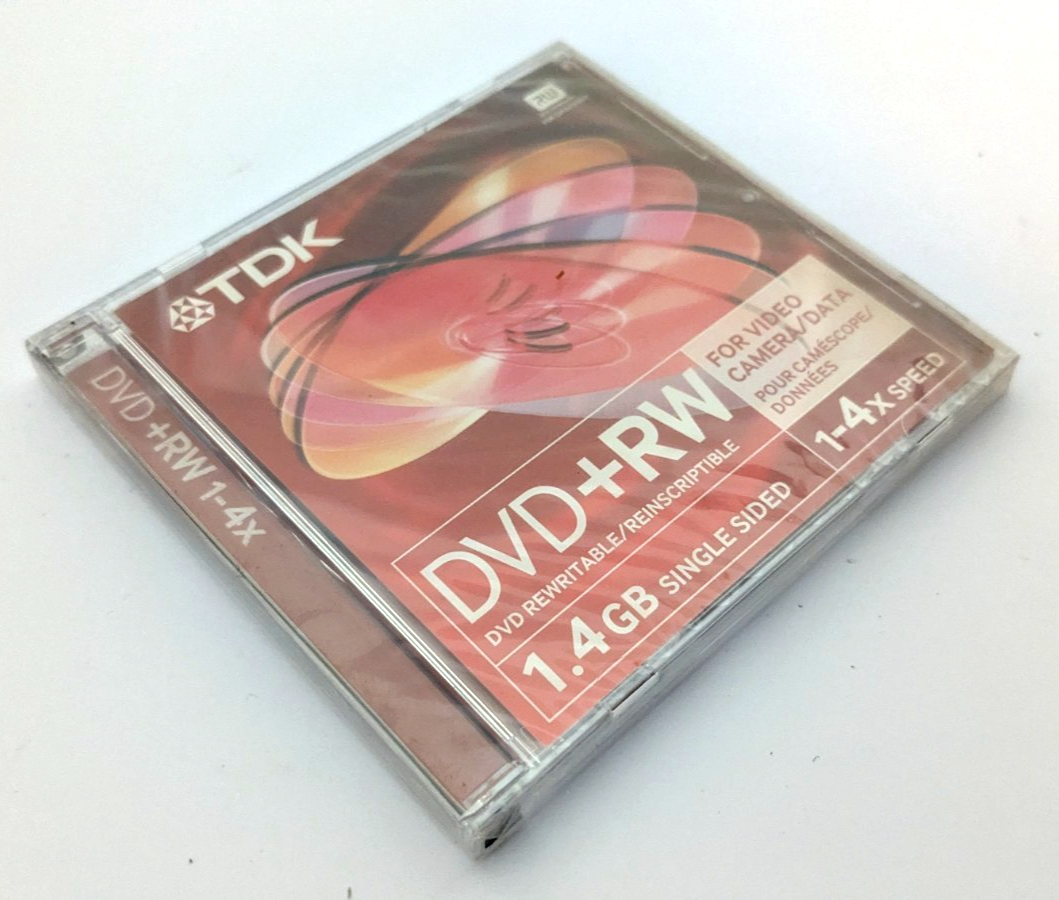 TDK
DVD+RW 1-4x
RW
FOR VIDEO
CAMERA/DATA
POUR CAMÉSCOPE/
DONNÉES
DVD+RW
DVD REWRITABLE/REINSCRIPTIBLE
1.4GB SINGLE SIDED
1-4x SPEED